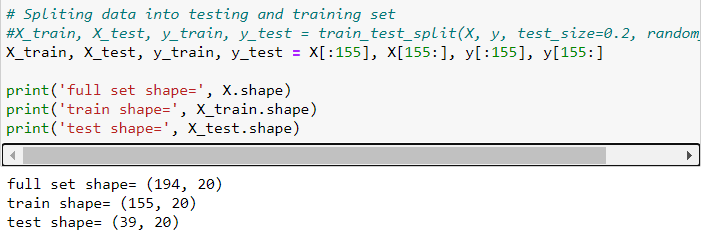 # Spliting data into testing and training set
#X_train, X_test, y_train, y_test = train_test_split(X, y, test_size=0.2, random_
X_train, X_test, y_train, y_test = X[:155], X[155:], y[:155], y[155:]
print('full set shape=', X.shape)
print('train shape=', X_train.shape)
print('test shape=', X_test.shape)
full set shape= (194, 20)
train shape= (155, 20)
test shape= (39, 20)